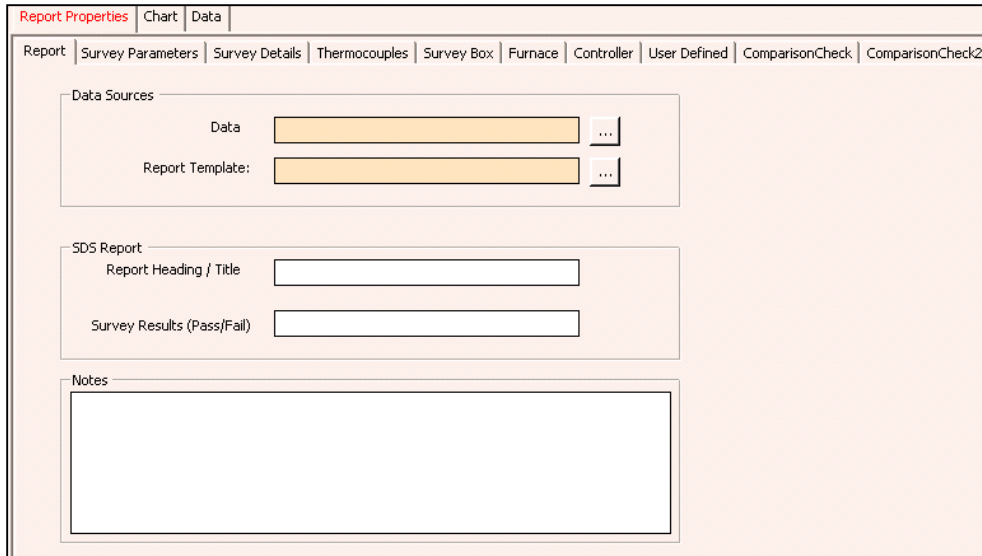 Report Properties Chart Data
Report Survey Parameters Survey Details Thermocouples Survey Box Furnace Controller User Defined ComparisonCheck ComparisonCheck2
Data Sources
Data ...
Report Template: ...
SDS Report
Report Heading / Title
Survey Results (Pass/Fail)
Notes